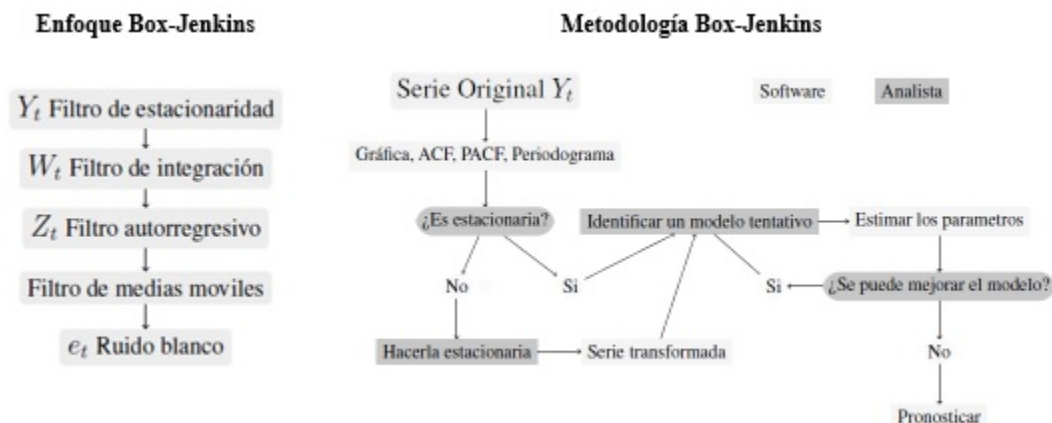 Enfoque Box-Jenkins
Y_t Filtro de estacionaridad
W_t Filtro de integración
Z_t Filtro autorregresivo
Filtro de medias moviles
e_t Ruido blanco
Metodología Box-Jenkins
Serie Original Y_t
Software
Analista
Gráfica, ACF, PACF, Periodograma
¿Es estacionaria?
Identificar un modelo tentativo
Estimar los parametros
No
Si
Si
¿Se puede mejorar el modelo?
Hacerla estacionaria
Serie transformada
No
Pronosticar